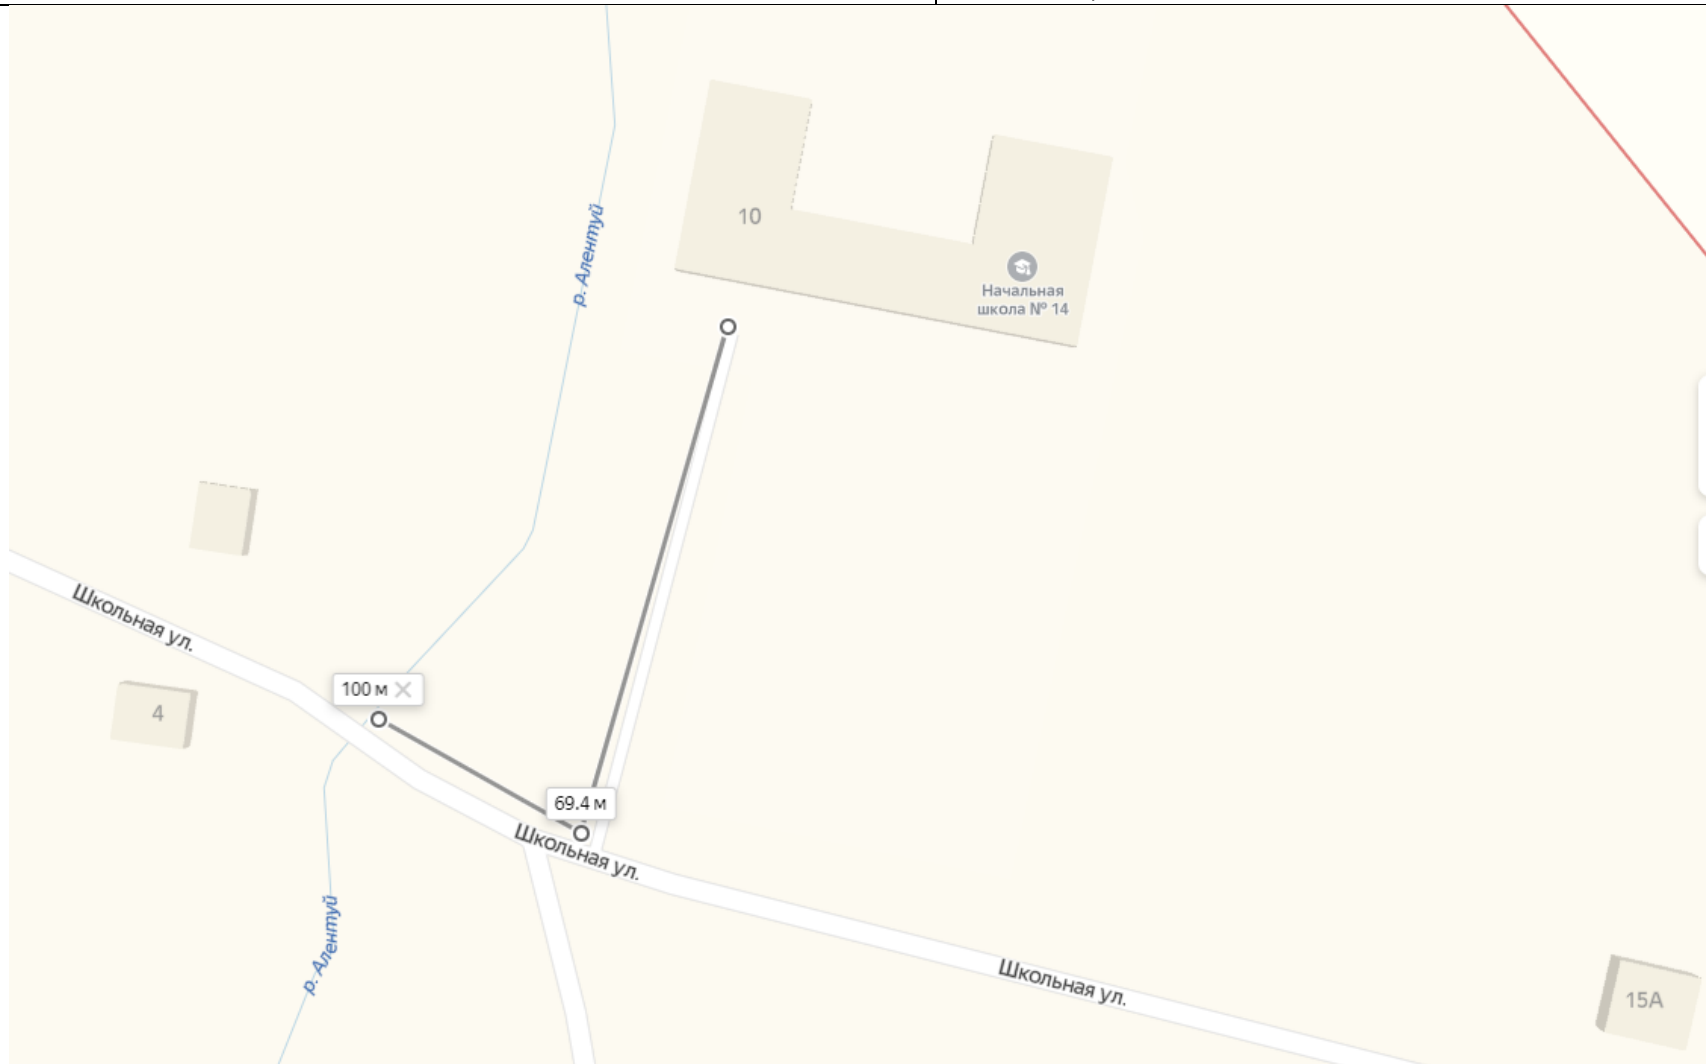 10
р. Алентуй
Начальная
школа № 14
Школьная ул.
100 м
4
69.4 м
Школьная ул.
р. Алентуй
Школьная ул.
15А